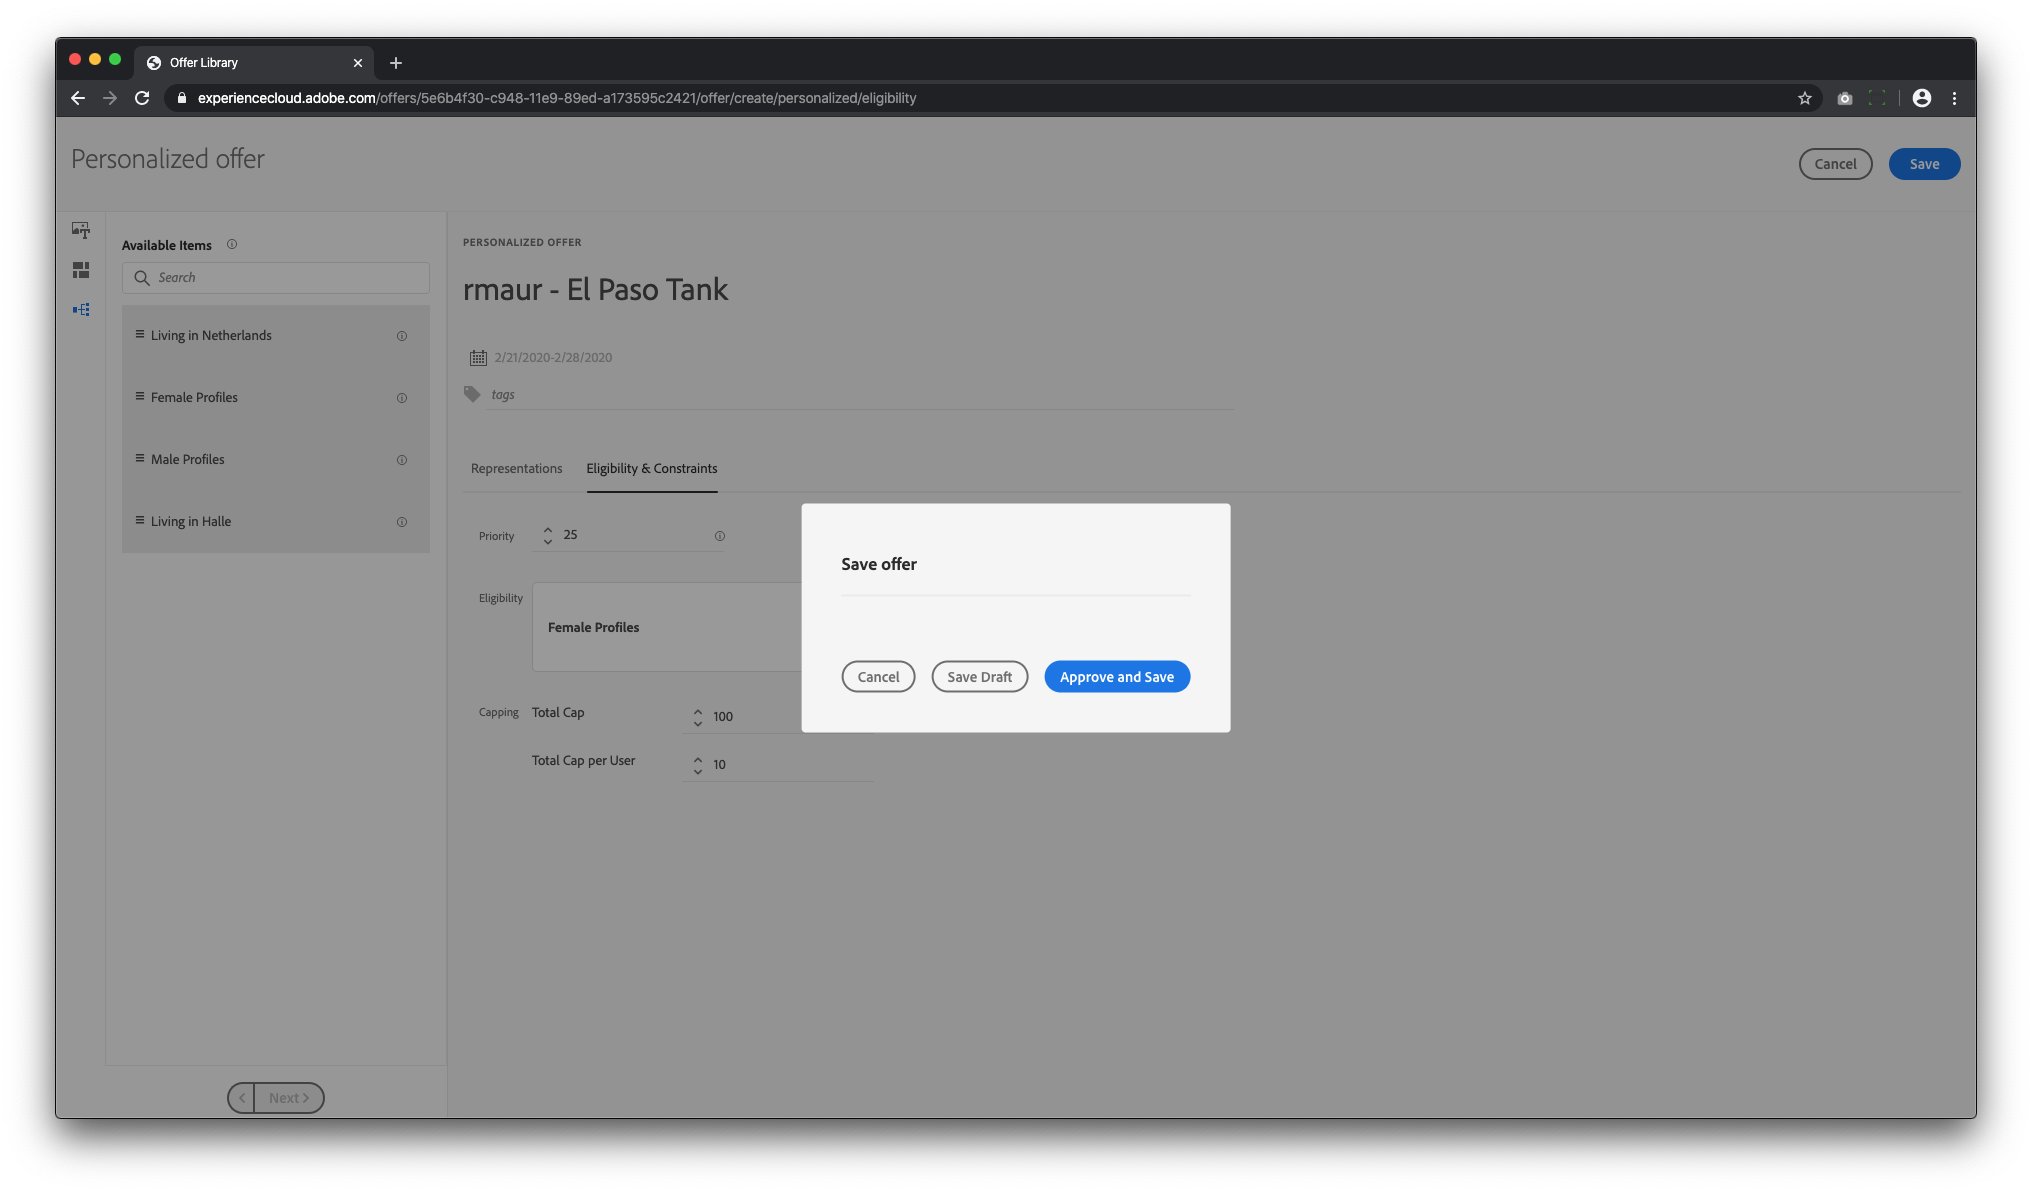 Offer Library
experiencecloud.adobe.com/offers/5e6b4f30-c948-11e9-89ed-a173595c2421/offer/create/personalized/eligibility
Personalized offer
Cancel
Save
Available Items
Search
Living in Netherlands
Female Profiles
Male Profiles
Living in Halle
Next
PERSONALIZED OFFER
rmaur - El Paso Tank
2/21/2020-2/28/2020
tags
Representations
Eligibility & Constraints
Priority
25
Eligibility
Female Profiles
Capping
Total Cap
100
Total Cap per User
10
Save offer
Cancel
Save Draft
Approve and Save